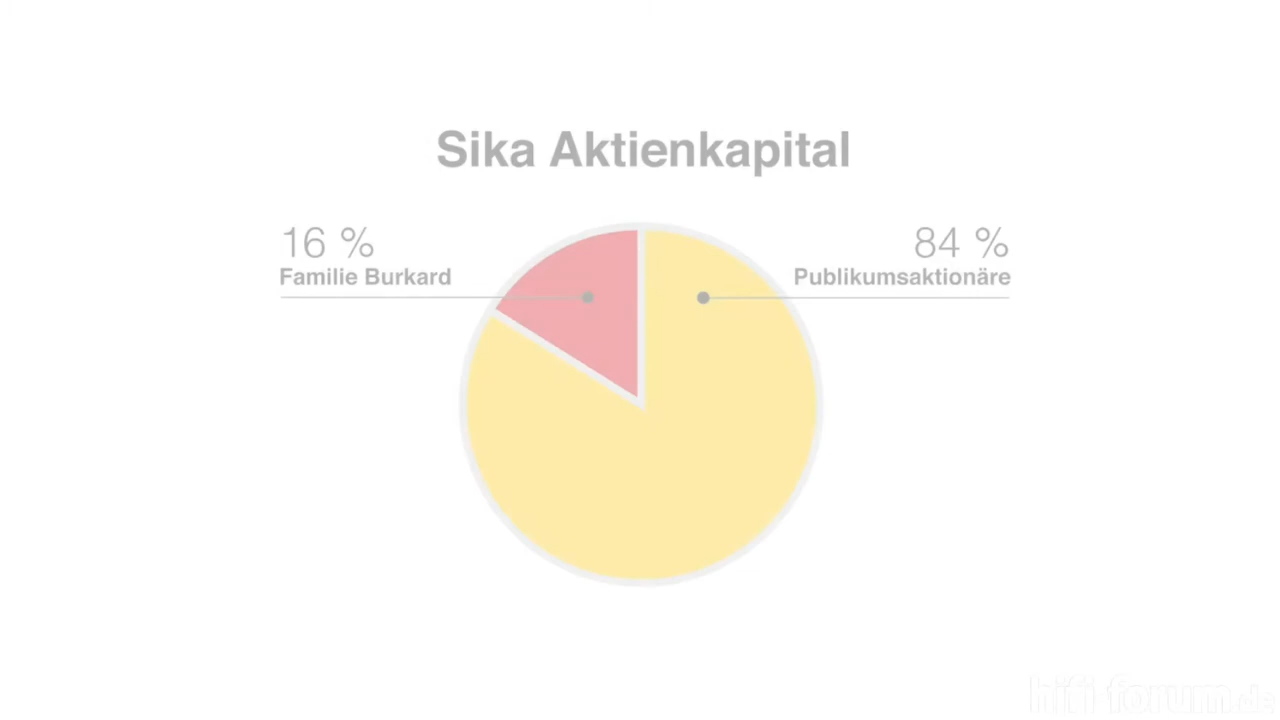 Sika Aktienkapital
16 %
Familie Burkard
84 %
Publikumsaktionäre
hifi-forum.de